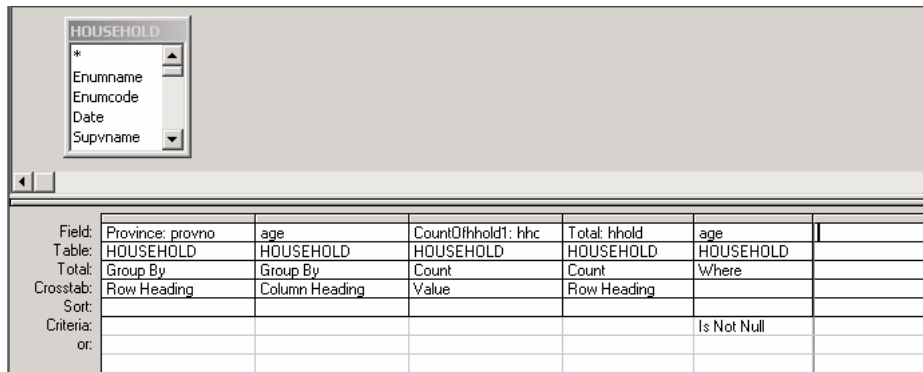 HOUSEHOLD
*
Enumname
Enumcode
Date
Supvname
Field: Province: provno age CountOfhhold1: hhc Total: hhold age
Table: HOUSEHOLD HOUSEHOLD HOUSEHOLD HOUSEHOLD HOUSEHOLD
Total: Group By Group By Count Count Where
Crosstab: Row Heading Column Heading Value Row Heading
Sort:
Criteria: Is Not Null
or: